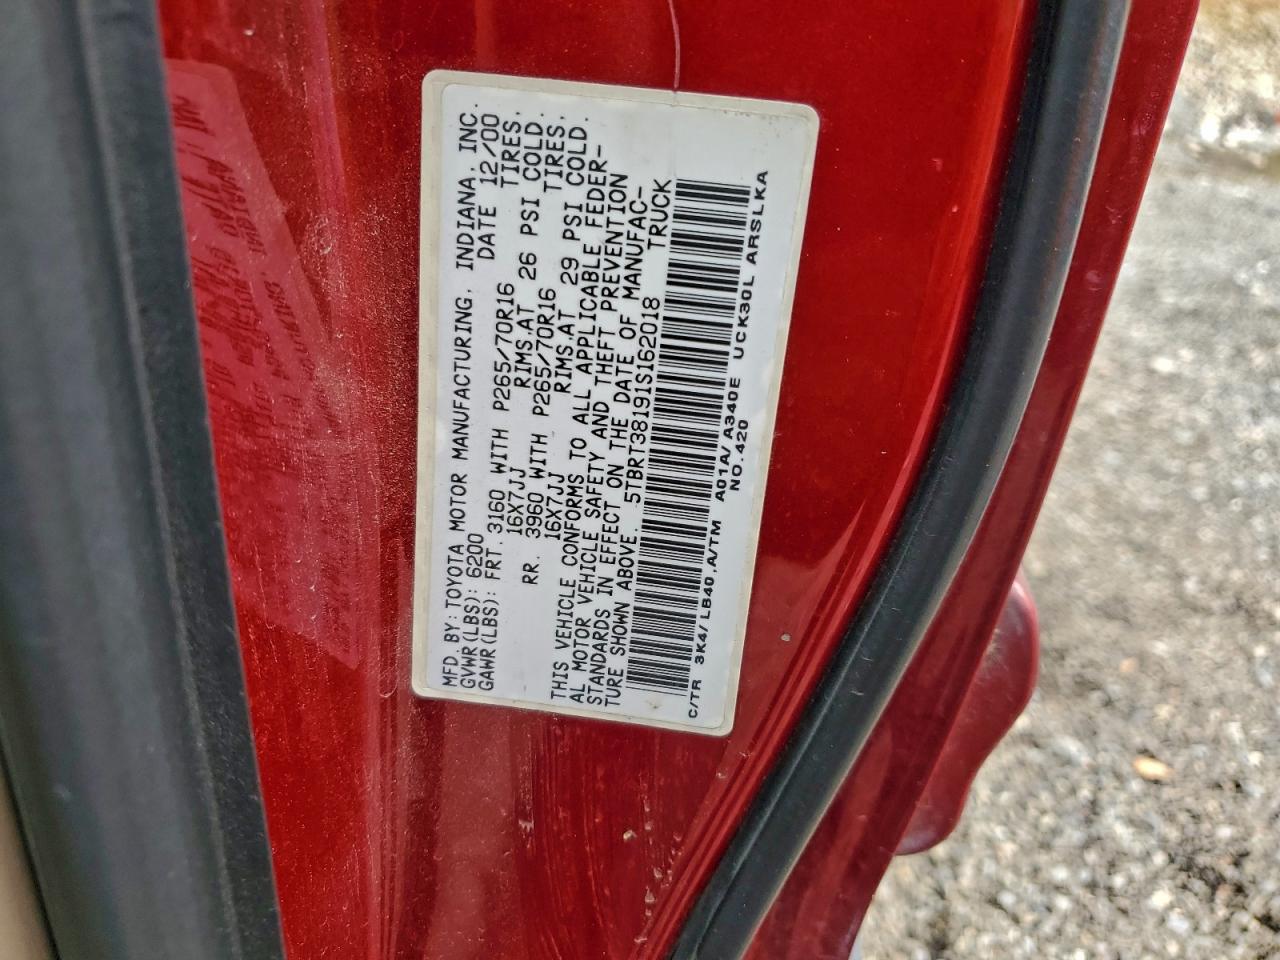 MFD. BY: TOYOTA MOTOR MANUFACTURING, INDIANA, INC.
GVWR(LBS): 6200 DATE 12/00
GAWR(LBS): FRT. 3160 WITH P265/70R16 TIRES.
16X7JJ RIMS.AT 26 PSI COLD.
RR. 3960 WITH P265/70R16 TIRES.
16X7JJ RIMS.AT 29 PSI COLD.
THIS VEHICLE CONFORMS TO ALL APPLICABLE FEDER-
AL MOTOR VEHICLE SAFETY AND THEFT PREVENTION
STANDARDS IN EFFECT ON THE DATE OF MANUFAC-
TURE SHOWN ABOVE. 5TBRT38191S162018 TRUCK
C/TR 3K4/ LB40,A/TM A01A/A340E UCK30L ARSLKA
NO.420